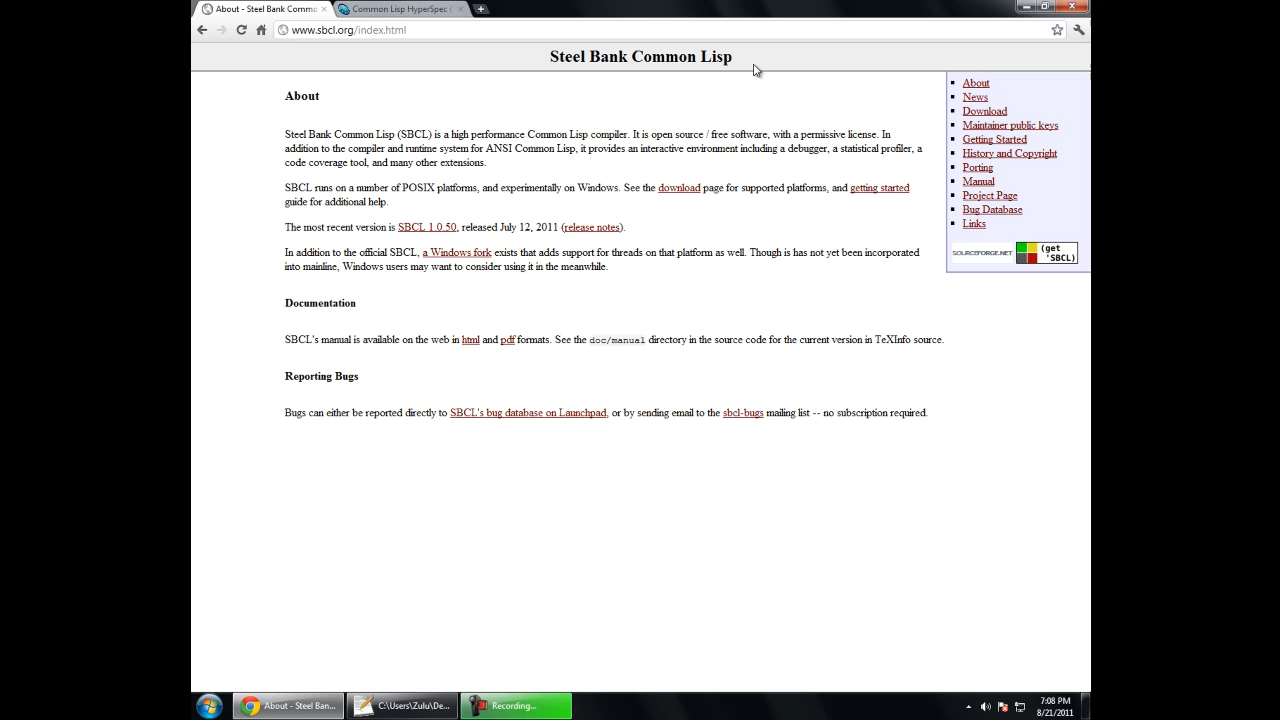 About - Steel Bank Commo
Common Lisp HyperSpec (
www.sbcl.org/index.html
Steel Bank Common Lisp
About
Steel Bank Common Lisp (SBCL) is a high performance Common Lisp compiler. It is open source / free software, with a permissive license. In
addition to the compiler and runtime system for ANSI Common Lisp, it provides an interactive environment including a debugger, a statistical profiler, a
code coverage tool, and many other extensions.
SBCL runs on a number of POSIX platforms, and experimentally on Windows. See the download page for supported platforms, and getting started
guide for additional help.
The most recent version is SBCL 1.0.50, released July 12, 2011 (release notes).
In addition to the official SBCL, a Windows fork exists that adds support for threads on that platform as well. Though is has not yet been incorporated
into mainline, Windows users may want to consider using it in the meanwhile.
Documentation
SBCL's manual is available on the web in html and pdf formats. See the doc/manual directory in the source code for the current version in TeXInfo source.
Reporting Bugs
Bugs can either be reported directly to SBCL's bug database on Launchpad, or by sending email to the sbcl-bugs mailing list -- no subscription required.
About
News
Download
Maintainer public keys
Getting Started
History and Copyright
Porting
Manual
Project Page
Bug Database
Links
SOURCEFORGE.NET
(get
'SBCL)
About - Steel Ban...
C:\Users\Zulu\De...
Recording...
7:08 PM
8/21/2011